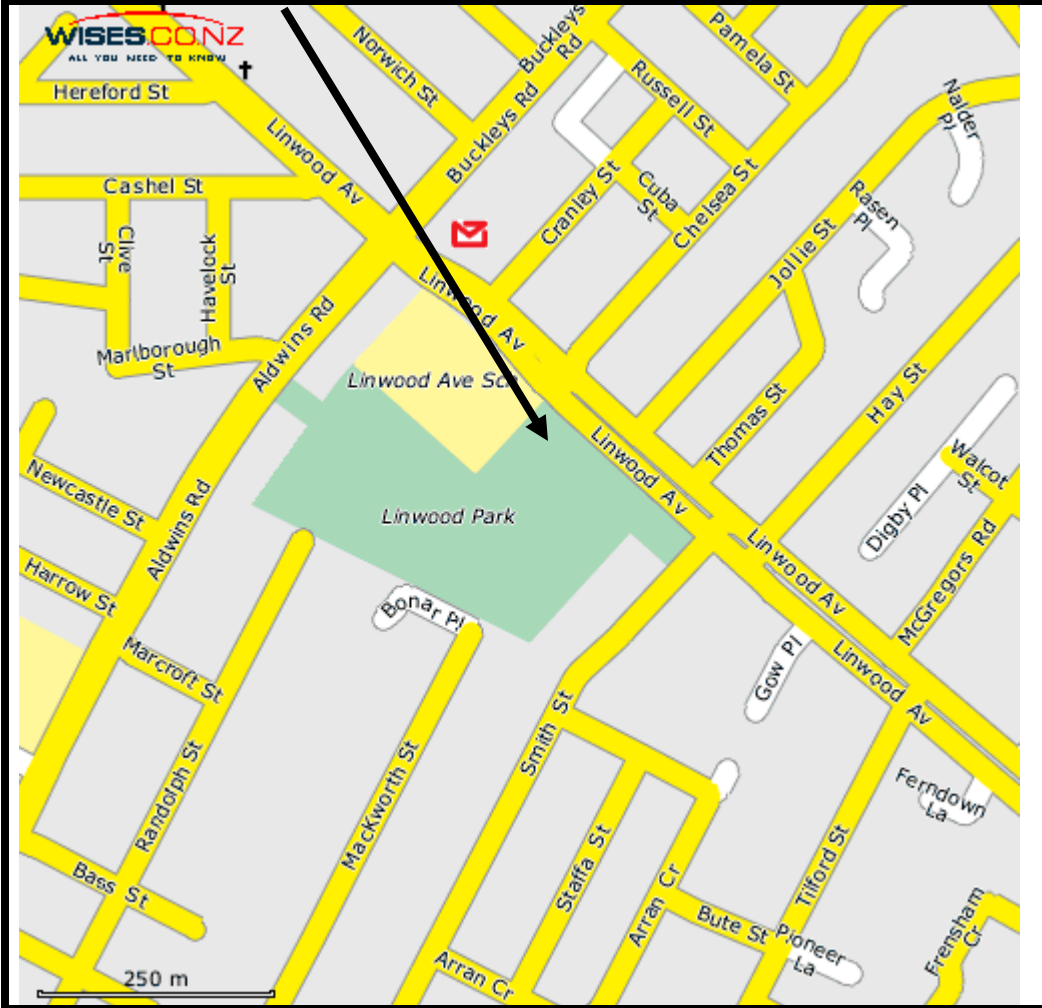 WISES.CO.NZ
ALL YOU NEED TO KNOW
Hereford St
Norwich St
Buckleys
Rd
Pamela St
Russell St
Nalder
Pl
Linwood Av
Buckleys Rd
Cashel St
Cranley St
Cuba
St
Chelsea St
Rasen
Pl
Clive
St
Havelock
St
Jollie St
Linwood Av
Marlborough
St
Aldwins Rd
Linwood Ave Sch
Hay St
Thomas St
Linwood Av
Walcot
St
Newcastle St
Aldwins Rd
Linwood Park
Digby Pl
Linwood Av
McGregors Rd
Harrow St
Bonar Pl
Marcroft St
Gow Pl
Linwood Av
Smith St
Randolph St
MacKworth St
Ferndown
La
Staffa St
Tilford St
Bass St
Arran Cr
Bute St
Pioneer
La
Frensham
Cr
Arran Cr
250 m